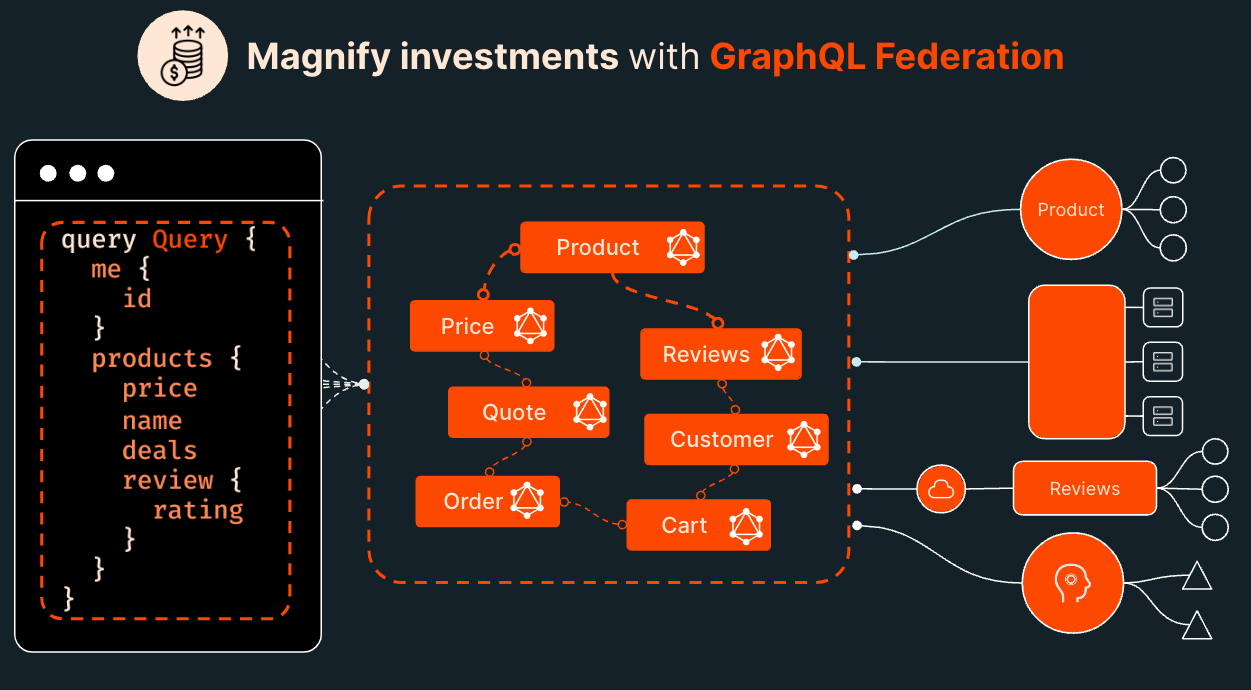 Magnify investments with GraphQL Federation
query Query {
me {
id
}
products {
price
name
deals
review {
rating
}
}
}
Product
Price
Reviews
Quote
Customer
Order
Cart
Product
Reviews
$